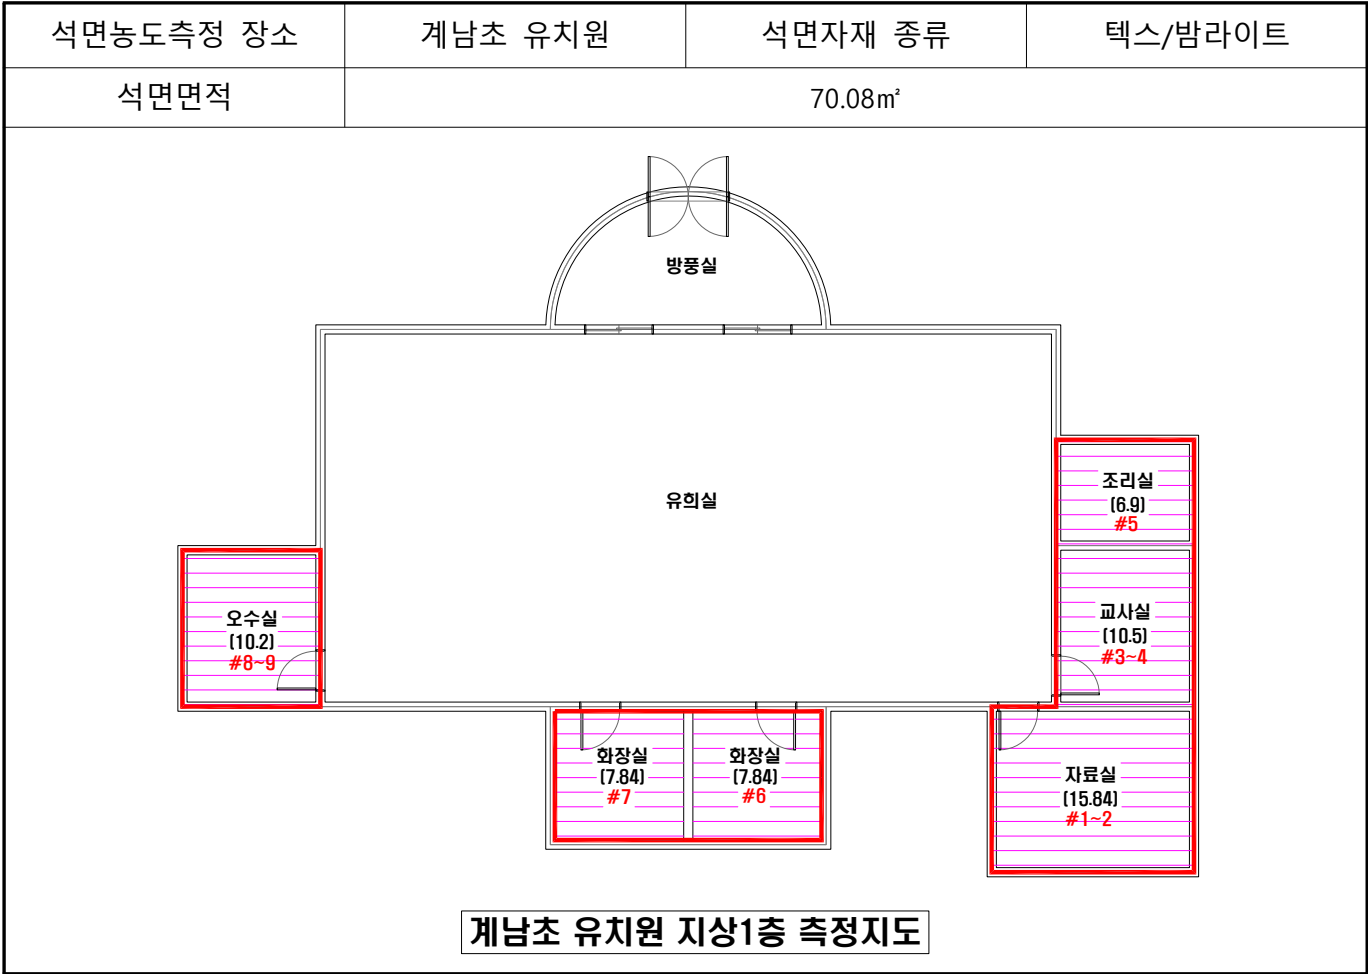 석면농도측정 장소 계남초 유치원 석면자재 종류 텍스/밤라이트
석면면적 70.08㎡
방풍실
유희실
조리실
(6.9)
#5
오수실
(10.2)
#8~9
교사실
(10.5)
#3~4
화장실
(7.84)
#7
화장실
(7.84)
#6
자료실
(15.84)
#1~2
계남초 유치원 지상1층 측정지도